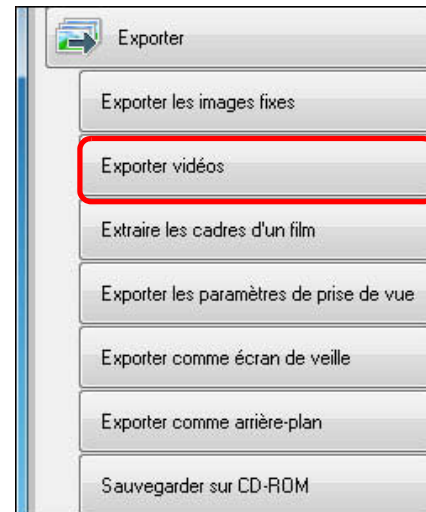 Exporter
Exporter les images fixes
Exporter vidéos
Extraire les cadres d'un film
Exporter les paramètres de prise de vue
Exporter comme écran de veille
Exporter comme arrière-plan
Sauvegarder sur CD-ROM